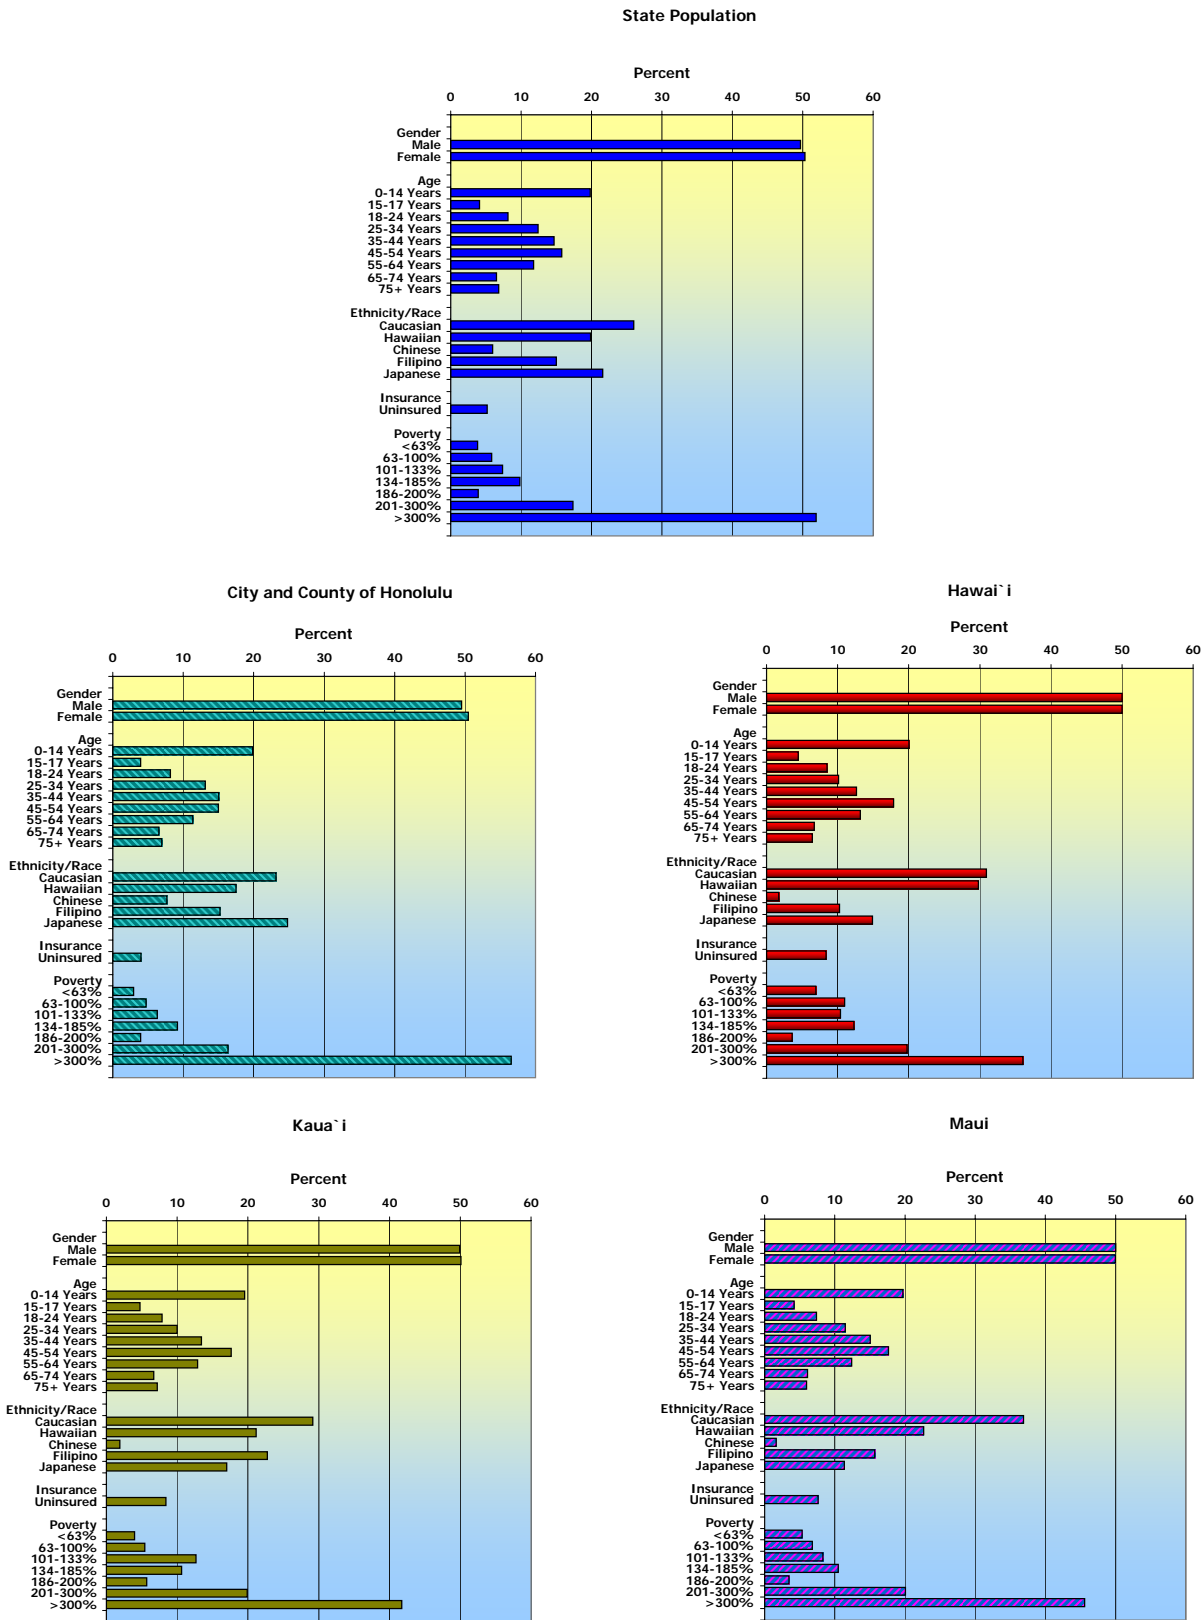 State Population
Percent
0 10 20 30 40 50 60
Gender
Male
Female
Age
0-14 Years
15-17 Years
18-24 Years
25-34 Years
35-44 Years
45-54 Years
55-64 Years
65-74 Years
75+ Years
Ethnicity/Race
Caucasian
Hawaiian
Chinese
Filipino
Japanese
Insurance
Uninsured
Poverty
<63%
63-100%
101-133%
134-185%
186-200%
201-300%
>300%
City and County of Honolulu
Percent
0 10 20 30 40 50 60
Gender
Male
Female
Age
0-14 Years
15-17 Years
18-24 Years
25-34 Years
35-44 Years
45-54 Years
55-64 Years
65-74 Years
75+ Years
Ethnicity/Race
Caucasian
Hawaiian
Chinese
Filipino
Japanese
Insurance
Uninsured
Poverty
<63%
63-100%
101-133%
134-185%
186-200%
201-300%
>300%
Hawai`i
Percent
0 10 20 30 40 50 60
Gender
Male
Female
Age
0-14 Years
15-17 Years
18-24 Years
25-34 Years
35-44 Years
45-54 Years
55-64 Years
65-74 Years
75+ Years
Ethnicity/Race
Caucasian
Hawaiian
Chinese
Filipino
Japanese
Insurance
Uninsured
Poverty
<63%
63-100%
101-133%
134-185%
186-200%
201-300%
>300%
Kaua`i
Percent
0 10 20 30 40 50 60
Gender
Male
Female
Age
0-14 Years
15-17 Years
18-24 Years
25-34 Years
35-44 Years
45-54 Years
55-64 Years
65-74 Years
75+ Years
Ethnicity/Race
Caucasian
Hawaiian
Chinese
Filipino
Japanese
Insurance
Uninsured
Poverty
<63%
63-100%
101-133%
134-185%
186-200%
201-300%
>300%
Maui
Percent
0 10 20 30 40 50 60
Gender
Male
Female
Age
0-14 Years
15-17 Years
18-24 Years
25-34 Years
35-44 Years
45-54 Years
55-64 Years
65-74 Years
75+ Years
Ethnicity/Race
Caucasian
Hawaiian
Chinese
Filipino
Japanese
Insurance
Uninsured
Poverty
<63%
63-100%
101-133%
134-185%
186-200%
201-300%
>300%